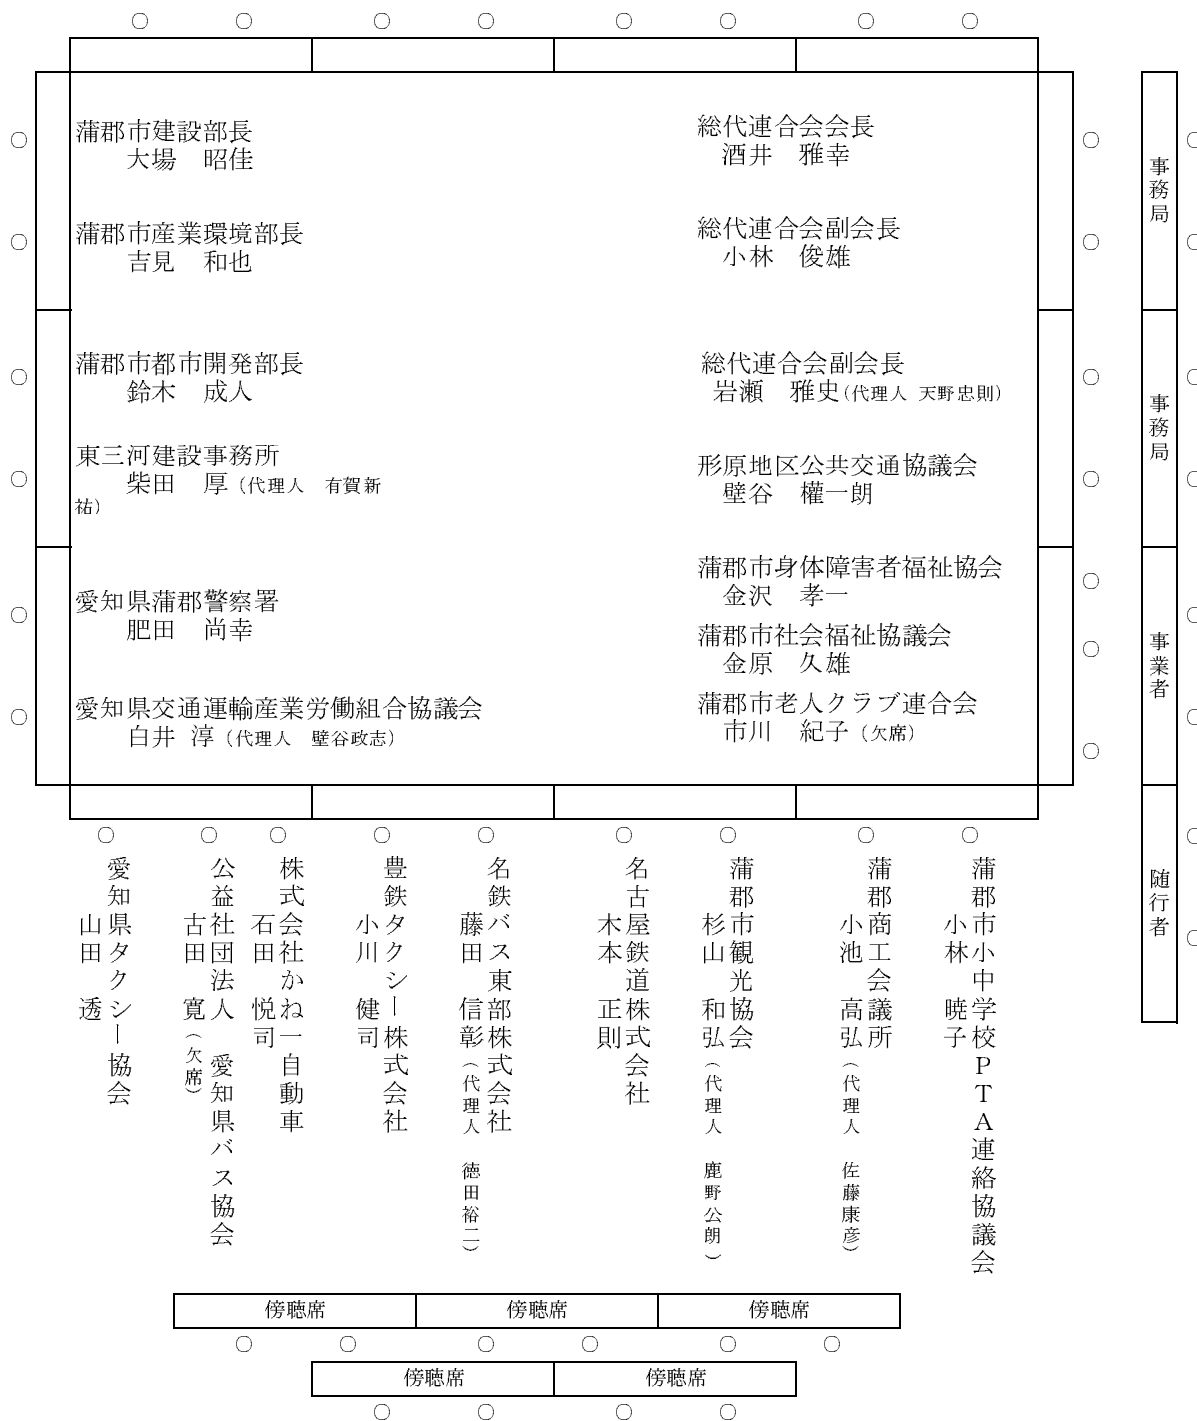 蒲郡市建設部長
大場　昭佳
蒲郡市産業環境部長
吉見　和也
蒲郡市都市開発部長
鈴木　成人
東三河建設事務所
柴田　厚（代理人　有賀新
祐）
愛知県蒲郡警察署
肥田　尚幸
愛知県交通運輸産業労働組合協議会
白井 淳（代理人　壁谷政志）
総代連合会会長
酒井　雅幸
総代連合会副会長
小林　俊雄
総代連合会副会長
岩瀬　雅史（代理人 天野忠則）
形原地区公共交通協議会
壁谷　權一朗
蒲郡市身体障害者福祉協会
金沢　孝一
蒲郡市社会福祉協議会
金原　久雄
蒲郡市老人クラブ連合会
市川　紀子（欠席）
事務局
事務局
事業者
随行者
蒲郡市小中学校ＰＴＡ連絡協議会
小林　暁子
蒲郡商工会議所
小池　高弘（代理人　佐藤康彦）
蒲郡市観光協会
杉山　和弘（代理人　鹿野公朗）
名古屋鉄道株式会社
木本　正則
名鉄バス東部株式会社
藤田　信彰（代理人　徳田裕二）
豊鉄タクシー株式会社
小川　健司
株式会社かね一自動車
石田　悦司
公益社団法人　愛知県バス協会
古田　寛（欠席）
愛知県タクシー協会
山田　透
傍聴席
傍聴席
傍聴席
傍聴席
傍聴席